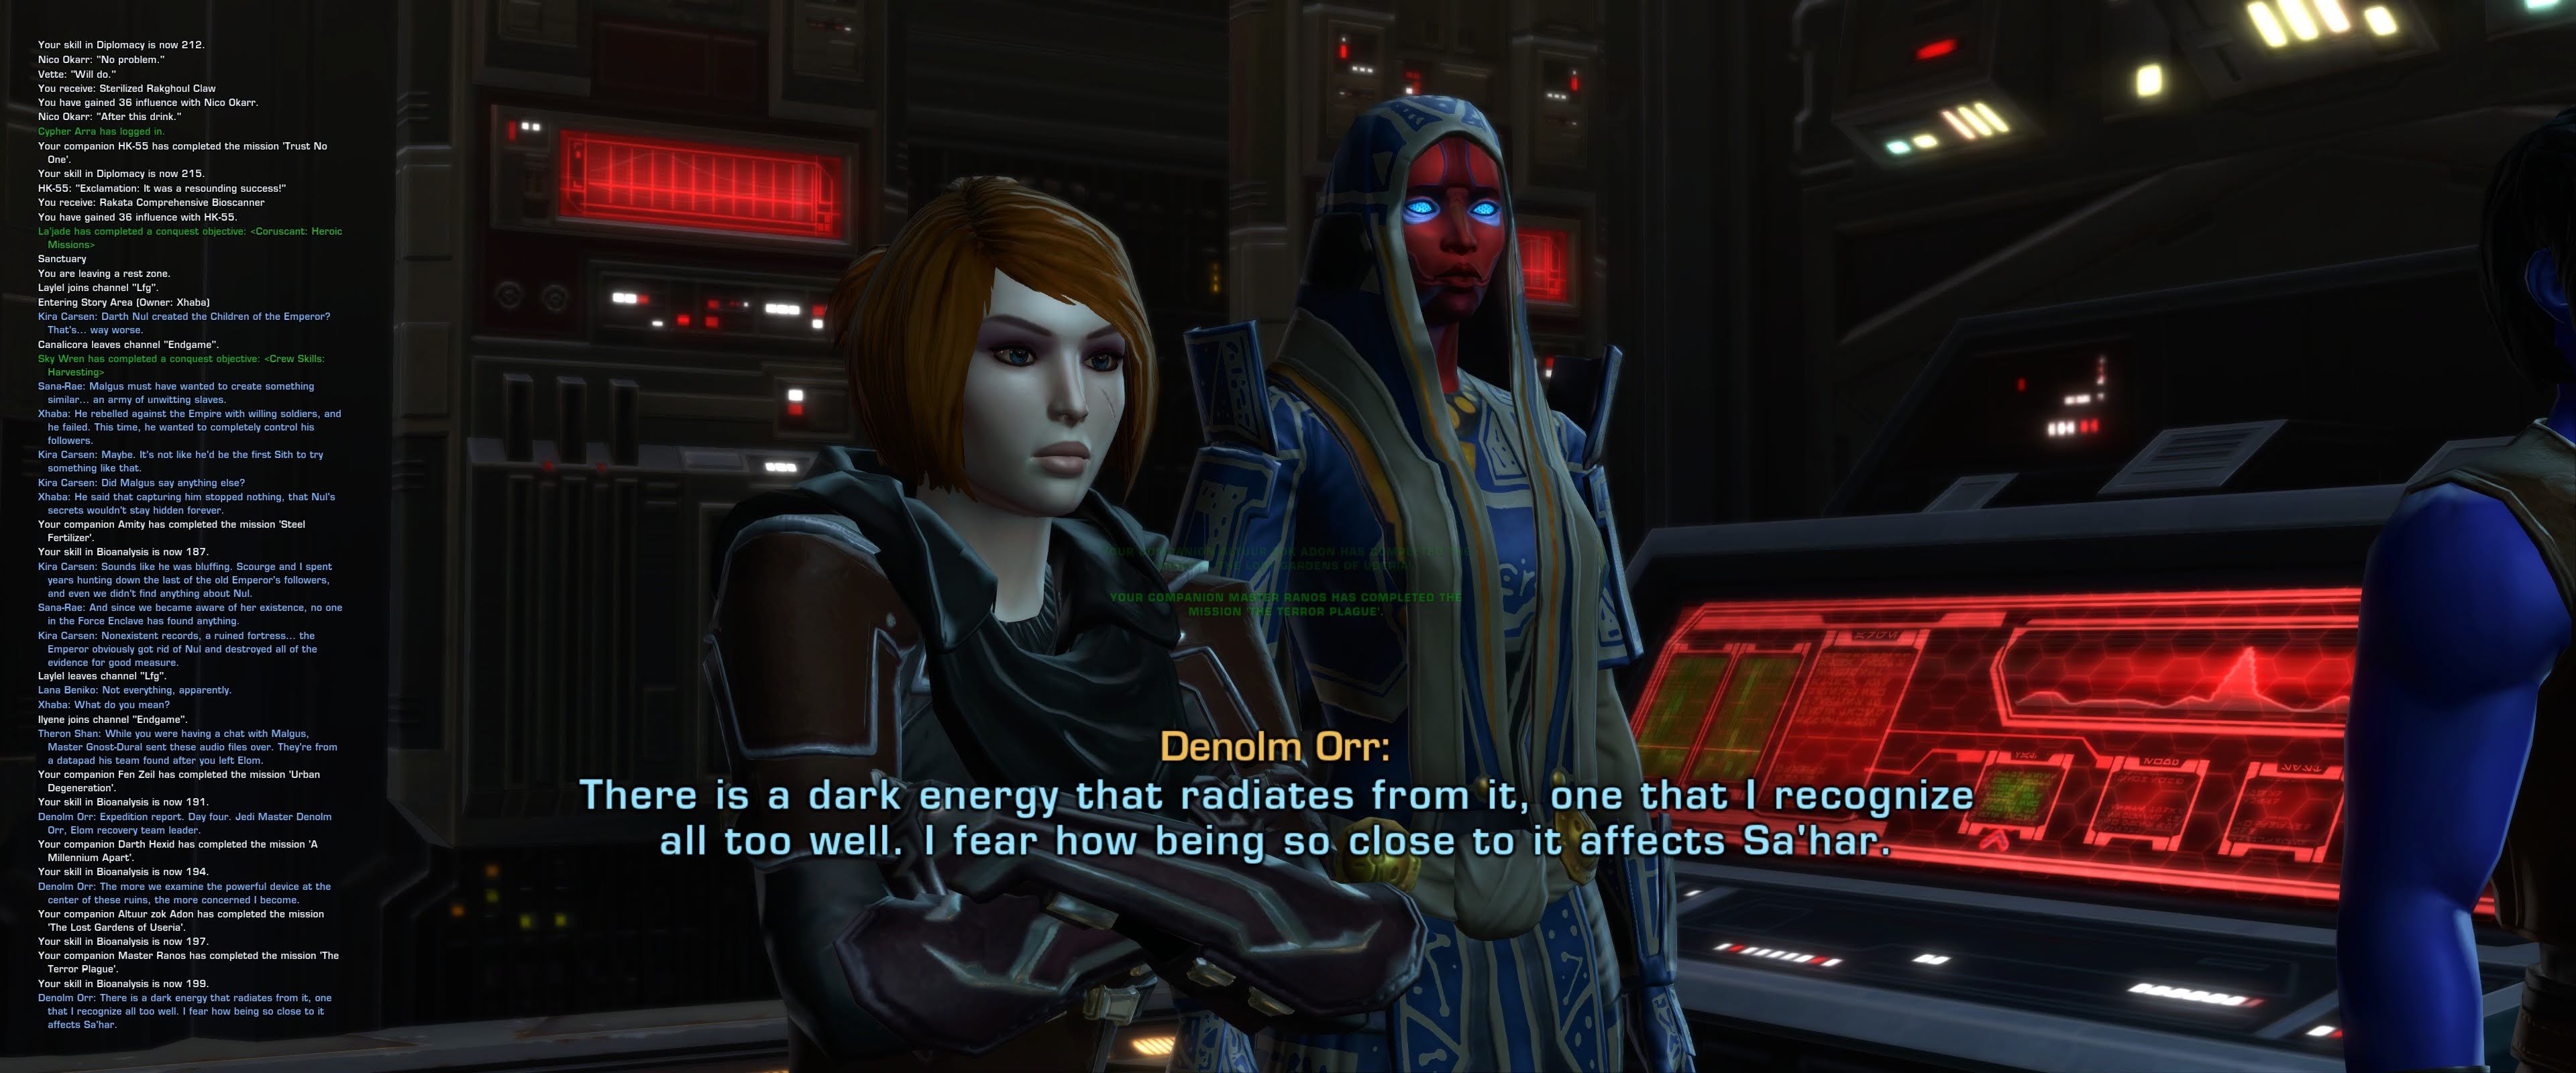 Your skill in Diplomacy is now 212.
Nico Okarr: "No problem."
Vette: "Will do."
You receive: Sterilized Rakghoul Claw
You have gained 36 influence with Nico Okarr.
Nico Okarr: "After this drink."
Cypher Arra has logged in.
Your companion HK-55 has completed the mission 'Trust No
One'.
Your skill in Diplomacy is now 215.
HK-55: "Exclamation: It was a resounding success!"
You receive: Rakata Comprehensive Bioscanner
You have gained 36 influence with HK-55.
La'jade has completed a conquest objective: <Coruscant: Heroic
Missions>
Sanctuary
You are leaving a rest zone.
Laylel joins channel "Lfg".
Entering Story Area (Owner: Xhaba)
Kira Carsen: Darth Nul created the Children of the Emperor?
That's... way worse.
Canalicora leaves channel "Endgame".
Sky Wren has completed a conquest objective: <Crew Skills:
Harvesting>
Sana-Rae: Malgus must have wanted to create something
similar... an army of unwitting slaves.
Xhaba: He rebelled against the Empire with willing soldiers, and
he failed. This time, he wanted to completely control his
followers.
Kira Carsen: Maybe. It's not like he'd be the first Sith to try
something like that.
Kira Carsen: Did Malgus say anything else?
Xhaba: He said that capturing him stopped nothing, that Nul's
secrets wouldn't stay hidden forever.
Your companion Amity has completed the mission 'Steel
Fertilizer'.
Your skill in Bioanalysis is now 187.
Kira Carsen: Sounds like he was bluffing. Scourge and I spent
years hunting down the last of the old Emperor's followers,
and even we didn't find anything about Nul.
Sana-Rae: And since we became aware of her existence, no one
in the Force Enclave has found anything.
Kira Carsen: Nonexistent records, a ruined fortress... the
Emperor obviously got rid of Nul and destroyed all of the
evidence for good measure.
Laylel leaves channel "Lfg".
Lana Beniko: Not everything, apparently.
Xhaba: What do you mean?
Ilyene joins channel "Endgame".
Theron Shan: While you were having a chat with Malgus,
Master Gnost-Dural sent these audio files over. They're from
a datapad his team found after you left Elom.
Your companion Fen Zeil has completed the mission 'Urban
Degeneration'.
Your skill in Bioanalysis is now 191.
Denolm Orr: Expedition report. Day four. Jedi Master Denolm
Orr, Elom recovery team leader.
Your companion Darth Hexid has completed the mission 'A
Millennium Apart'.
Your skill in Bioanalysis is now 194.
Denolm Orr: The more we examine the powerful device at the
center of these ruins, the more concerned I become.
Your companion Altuur zok Adon has completed the mission
'The Lost Gardens of Useria'.
Your skill in Bioanalysis is now 197.
Your companion Master Ranos has completed the mission 'The
Terror Plague'.
Your skill in Bioanalysis is now 199.
Denolm Orr: There is a dark energy that radiates from it, one
that I recognize all too well. I fear how being so close to it
affects Sa'har.
YOUR COMPANION ALTUUR ZOK ADON HAS COMPLETED THE
THE LOST GARDENS OF USERIA
YOUR COMPANION MASTER RANOS HAS COMPLETED THE
MISSION 'THE TERROR PLAGUE'.
Denolm Orr:
There is a dark energy that radiates from it, one that I recognize
all too well. I fear how being so close to it affects Sa'har.